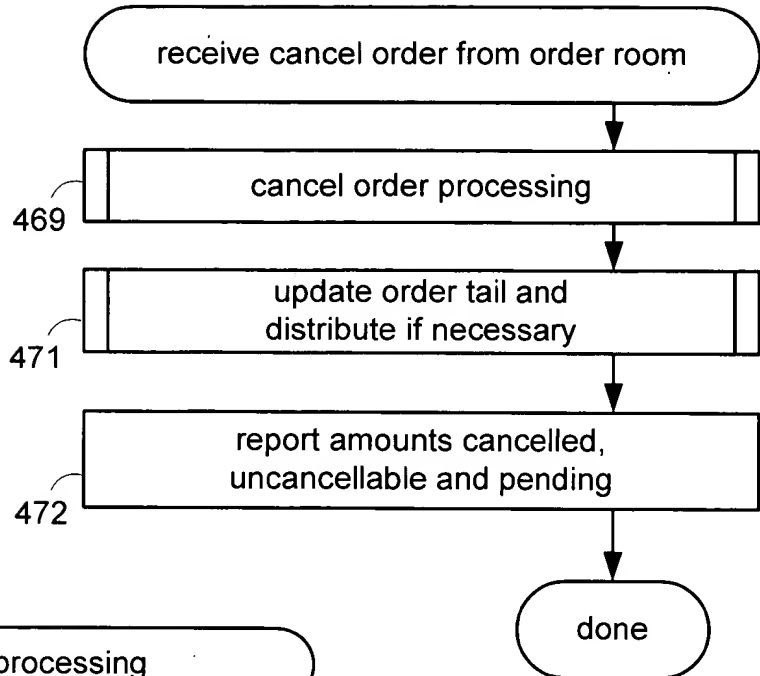 receive cancel order from order room
cancel order processing
469
update order tail and
distribute if necessary
471
report amounts cancelled,
uncancellable and pending
472
done
processing